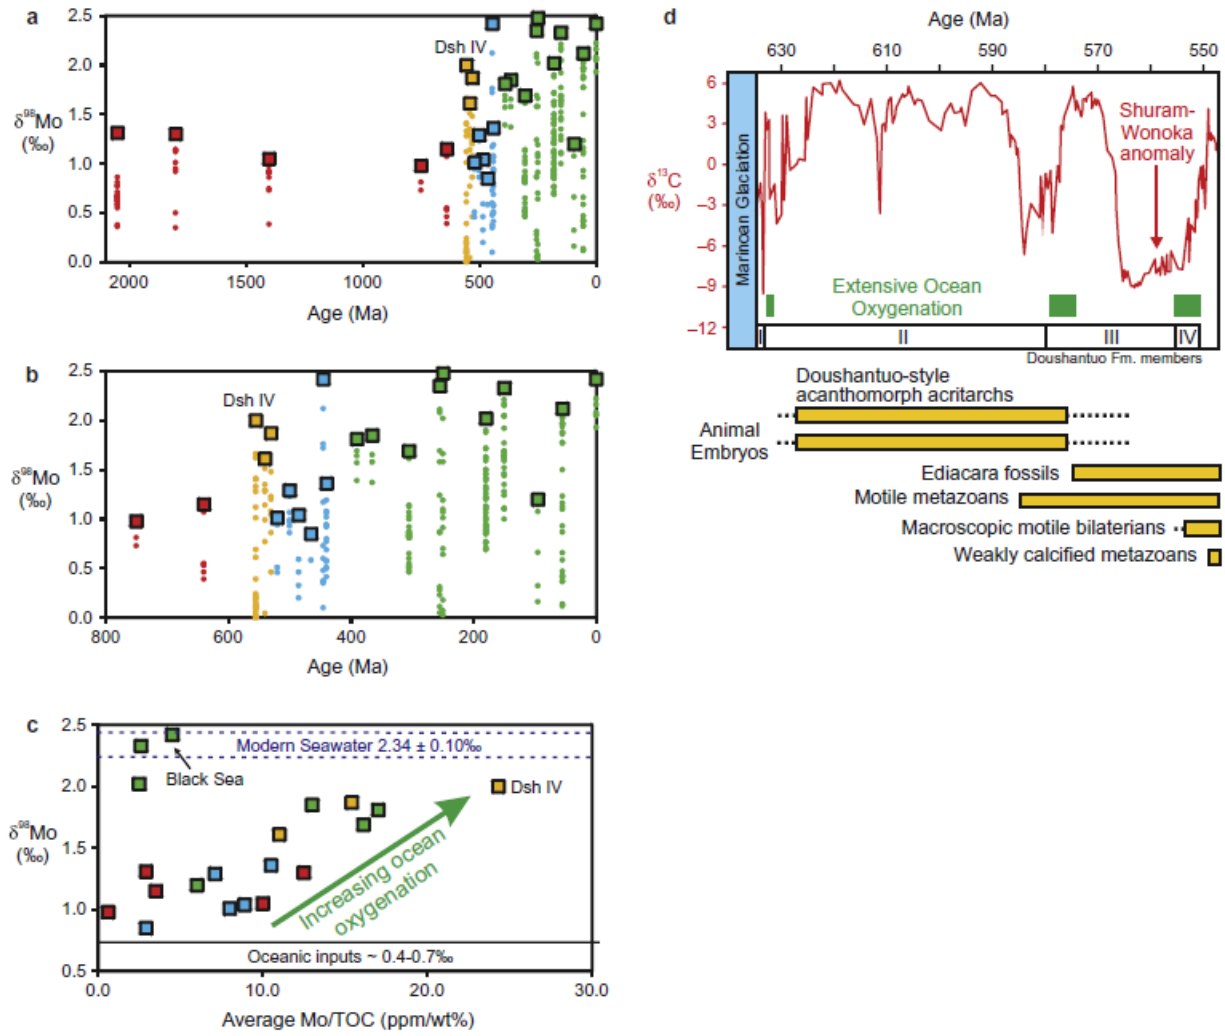 a
2.5
2.0
1.5
1.0
0.5
0.0
δ⁹⁸Mo
(‰)
Dsh IV
2000
1500
1000
500
0
Age (Ma)
b
2.5
2.0
1.5
1.0
0.5
0.0
δ⁹⁸Mo
(‰)
Dsh IV
800
600
400
200
0
Age (Ma)
c
2.5
2.0
1.5
1.0
0.5
δ⁹⁸Mo
(‰)
Modern Seawater 2.34 ± 0.10‰
Black Sea
Dsh IV
Increasing ocean
oxygenation
Oceanic inputs ~ 0.4-0.7‰
0.0
10.0
20.0
30.0
Average Mo/TOC (ppm/wt%)
d
Age (Ma)
630
610
590
570
550
6
3
0
–3
–6
–9
–12
δ¹³C
(‰)
Marinoan Glaciation
Shuram-
Wonoka
anomaly
Extensive Ocean
Oxygenation
I
II
III
IV
Doushantuo Fm. members
Doushantuo-style
acanthomorph acritarchs
Animal
Embryos
Ediacara fossils
Motile metazoans
Macroscopic motile bilaterians
Weakly calcified metazoans